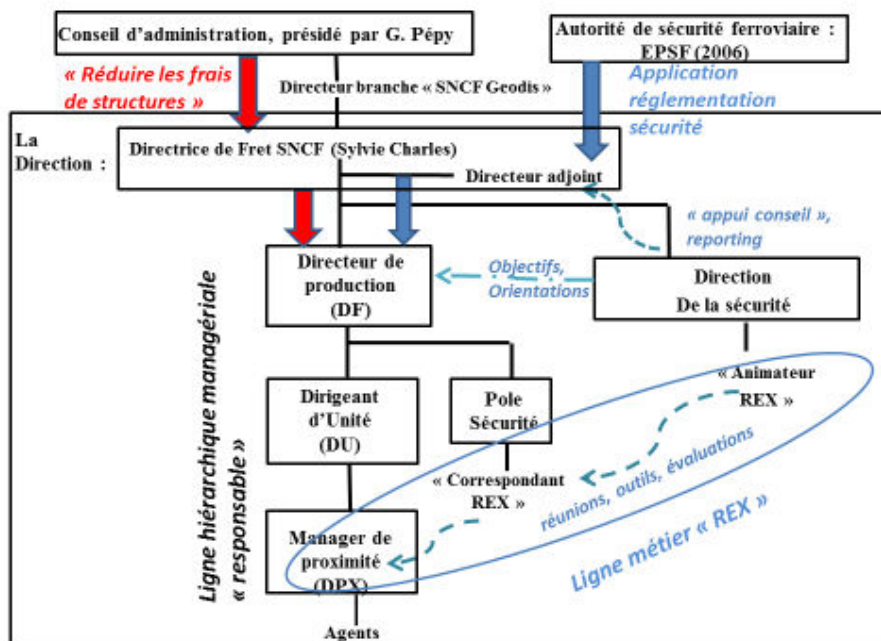 Conseil d'administration, présidé par G. Pépy
Autorité de sécurité ferroviaire :
EPSF (2006)
« Réduire les frais
de structures »
Directeur branche « SNCF Geodis »
Application
réglementation
sécurité
La
Direction :
Directrice de Fret SNCF (Sylvie Charles)
Directeur adjoint
« appui conseil »,
reporting
Directeur de
production
(DF)
Objectifs,
Orientations
Direction
De la sécurité
Ligne hiérarchique managériale
« responsable »
Dirigeant
d'Unité
(DU)
Pole
Sécurité
« Animateur
REX »
« Correspondant
REX »
réunions, outils, évaluations
Ligne métier « REX »
Manager de
proximité
(DPX)
Agents